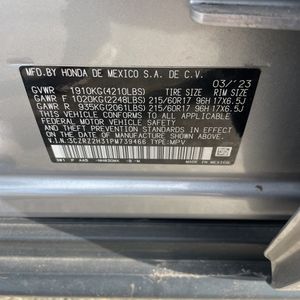 MFD. BY HONDA DE MEXICO S.A. DE C.V. 03/'23
GVWR 1910KG(4210LBS) TIRE SIZE RIM SIZE
GAWR F 1020KG(2248LBS) 215/60R17 96H 17X6.5J
GAWR R 935KG(2061LBS) 215/60R17 96H 17X6.5J
THIS VEHICLE CONFORMS TO ALL APPLICABLE
FEDERAL MOTOR VEHICLE SAFETY AND
THEFT PREVENTION STANDARDS IN EFFECT ON THE
DATE OF MANUFACTURE SHOWN ABOVE.
V.I.N.:3CZRZ2H31PM739466 TYPE:MPV
MADE IN MEXICO